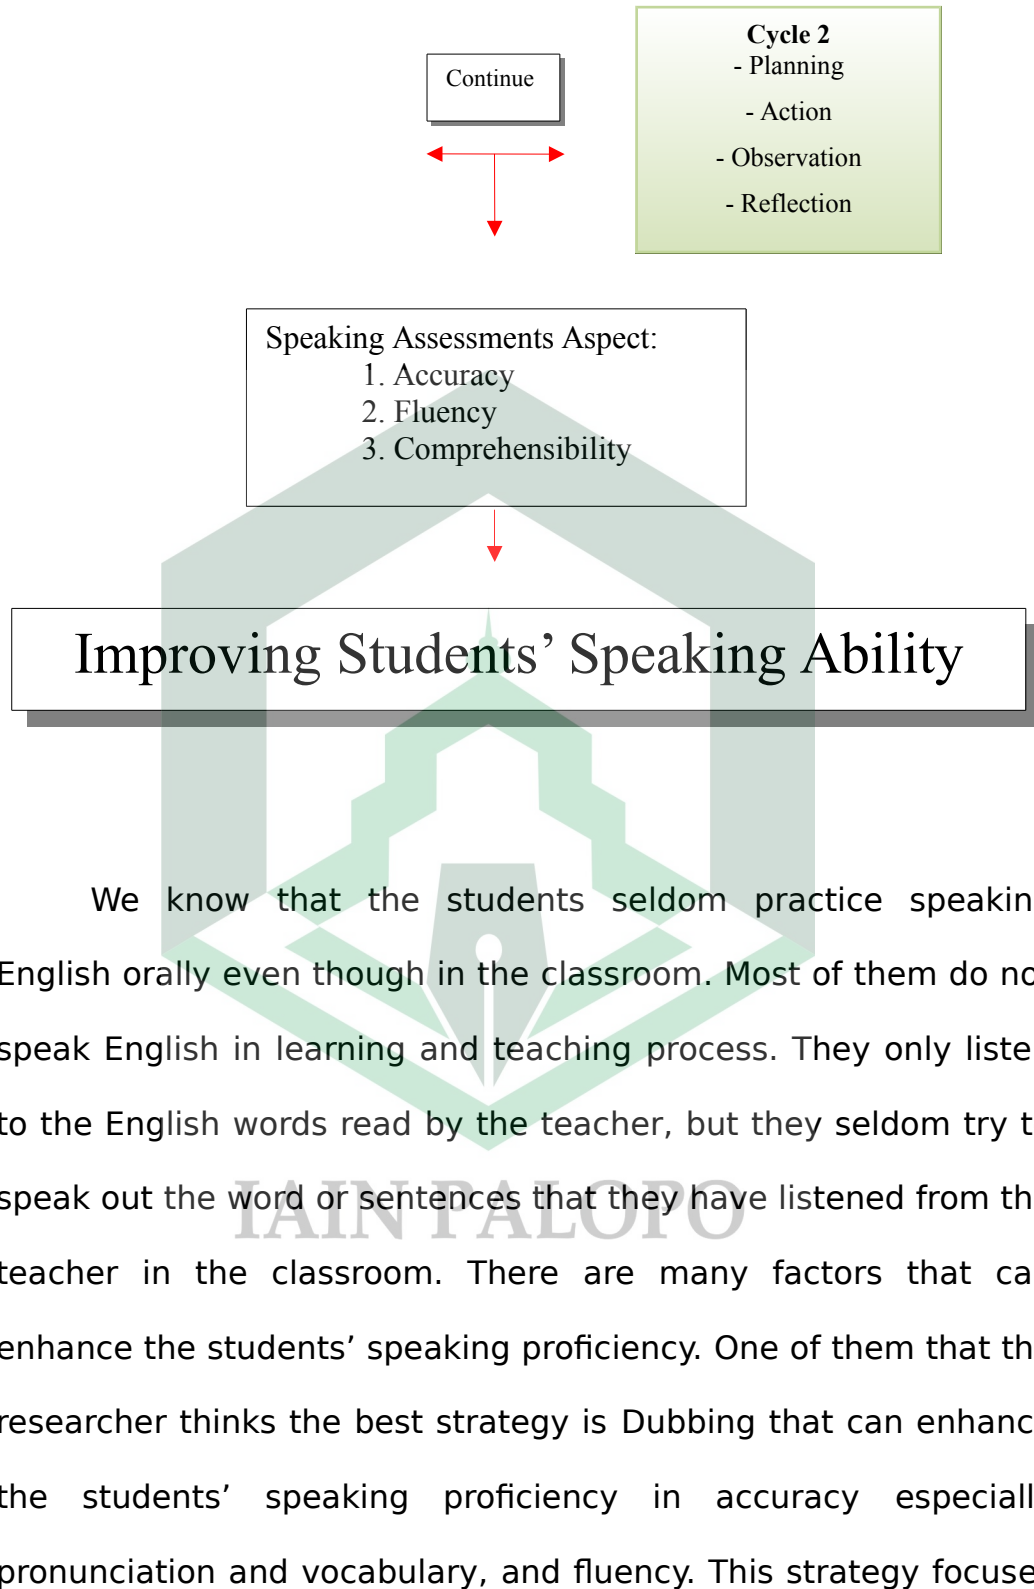 Continue
Cycle 2
- Planning
- Action
- Observation
- Reflection
Speaking Assessments Aspect:
1. Accuracy
2. Fluency
3. Comprehensibility
Improving Students’ Speaking Ability
We know that the students seldom practice speakin
English orally even though in the classroom. Most of them do no
speak English in learning and teaching process. They only liste
to the English words read by the teacher, but they seldom try t
speak out the word or sentences that they have listened from th
IAIN PALOPO
teacher in the classroom. There are many factors that ca
enhance the students’ speaking proficiency. One of them that th
researcher thinks the best strategy is Dubbing that can enhanc
the students’ speaking proficiency in accuracy especiall
pronunciation and vocabulary, and fluency. This strategy focuse